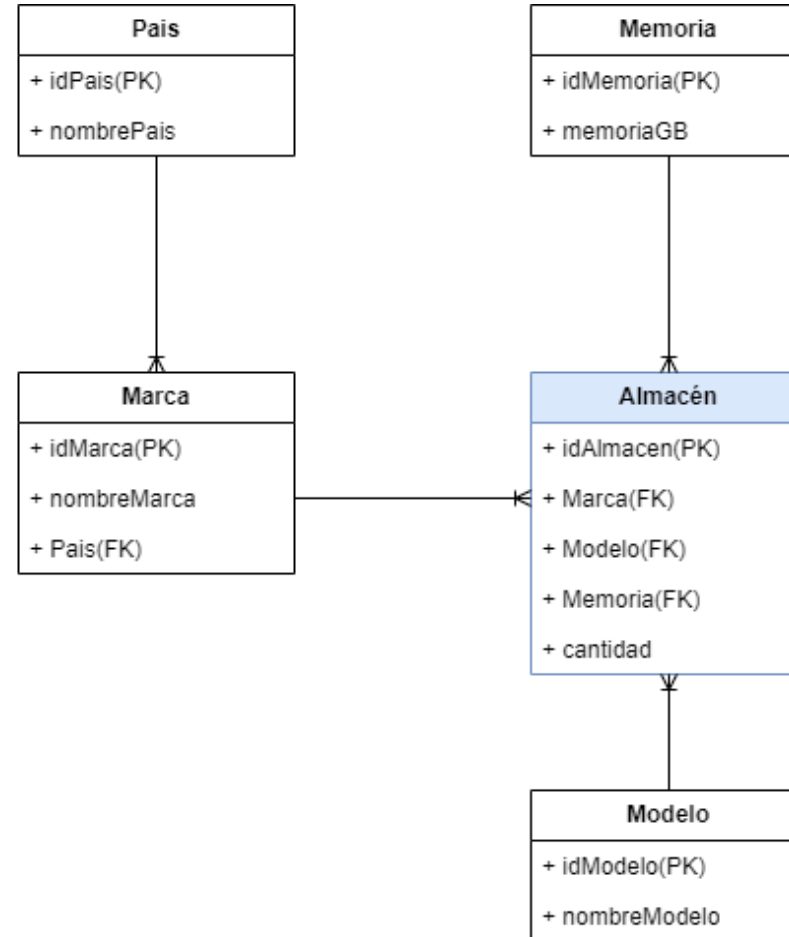 Pais
+ idPais(PK)
+ nombrePais
Memoria
+ idMemoria(PK)
+ memoriaGB
Marca
+ idMarca(PK)
+ nombreMarca
+ Pais(FK)
Almacén
+ idAlmacen(PK)
+ Marca(FK)
+ Modelo(FK)
+ Memoria(FK)
+ cantidad
Modelo
+ idModelo(PK)
+ nombreModelo